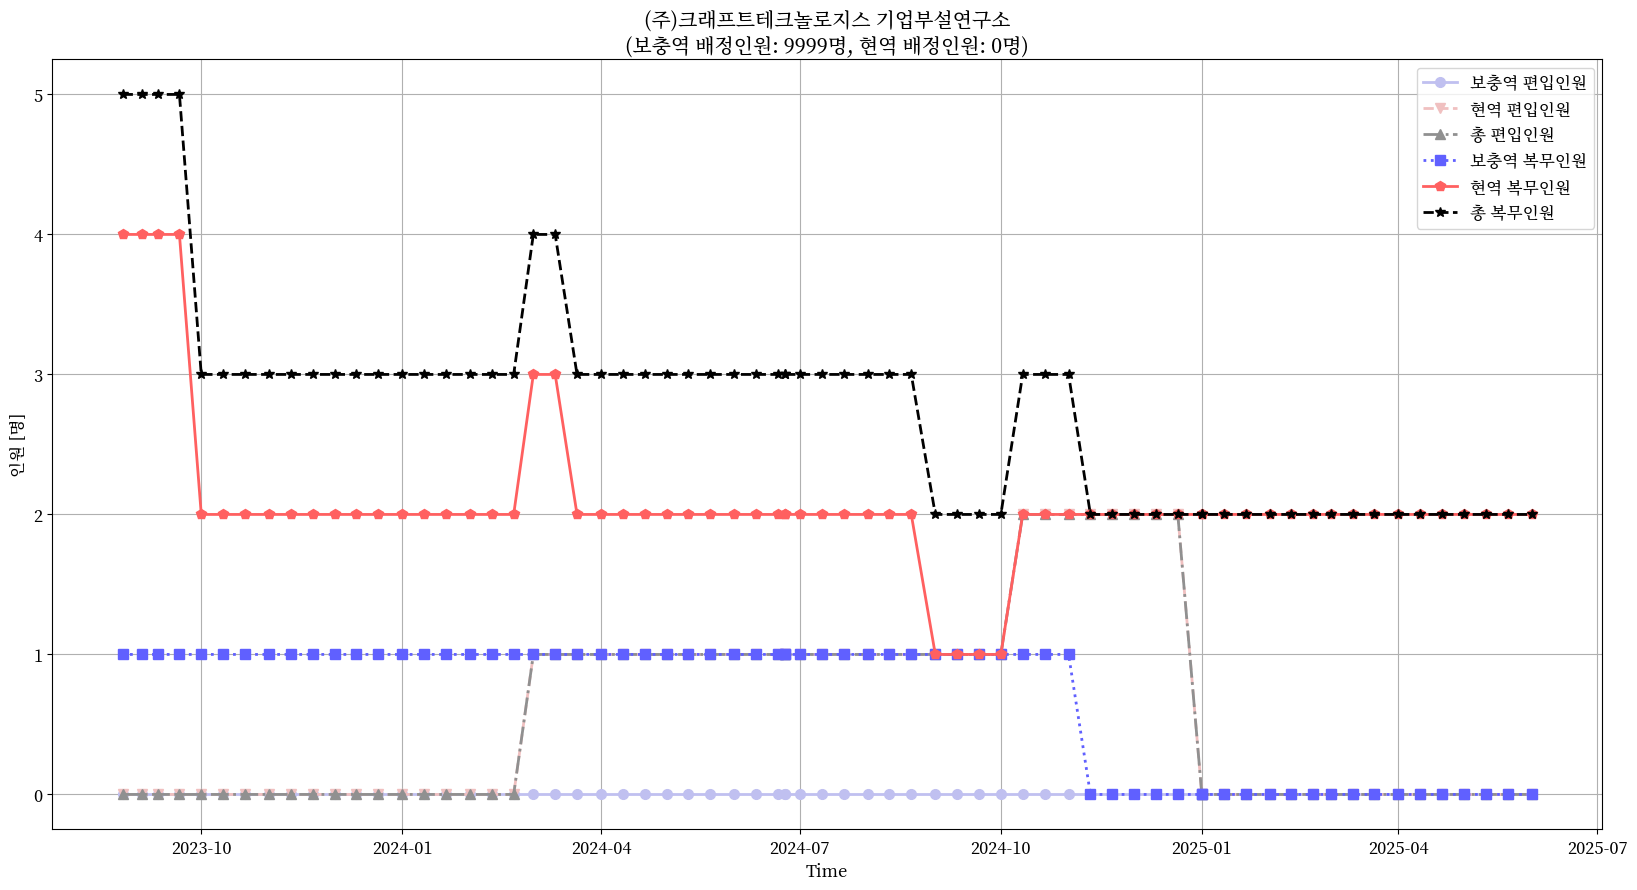 (주)크래프트테크놀로지스 기업부설연구소
(보충역 배정인원: 9999명, 현역 배정인원: 0명)
보충역 편입인원
현역 편입인원
총 편입인원
보충역 복무인원
현역 복무인원
총 복무인원
인원 [명]
5
4
3
2
1
0
2023-10
2024-01
2024-04
2024-07
2024-10
2025-01
2025-04
2025-07
Time